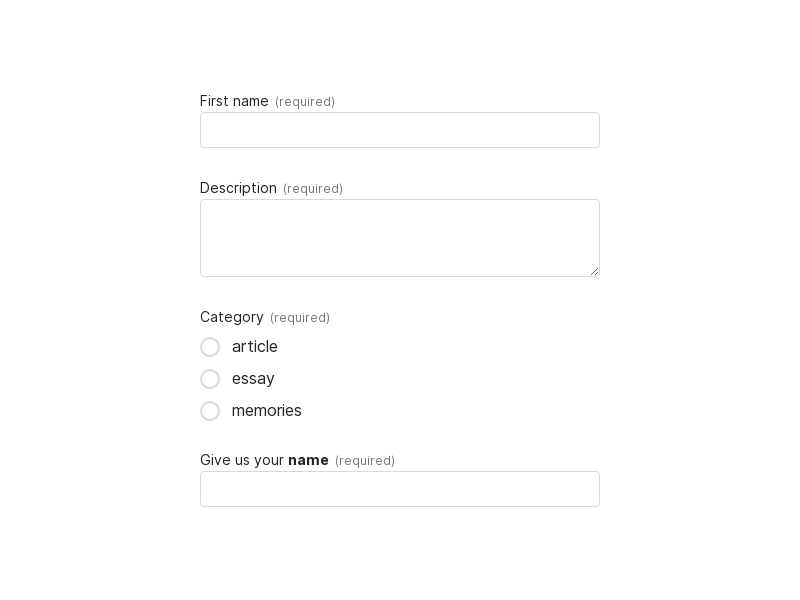 First name (required)
Description (required)
Category (required)
article
essay
memories
Give us your name (required)